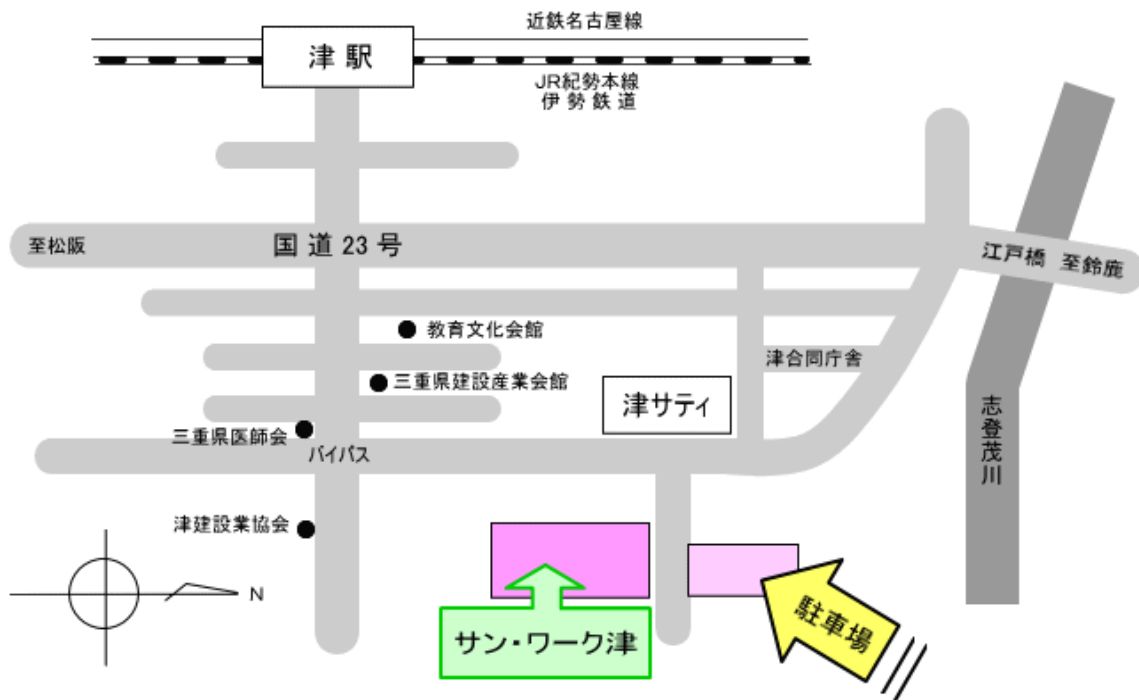 近鉄名古屋線
津駅
JR紀勢本線
伊勢鉄道
至松阪
国道23号
江戸橋 至鈴鹿
教育文化会館
津合同庁舎
三重県建設産業会館
津サティ
三重県医師会
バイパス
志登茂川
津建設業協会
N
サン・ワーク津
駐車場